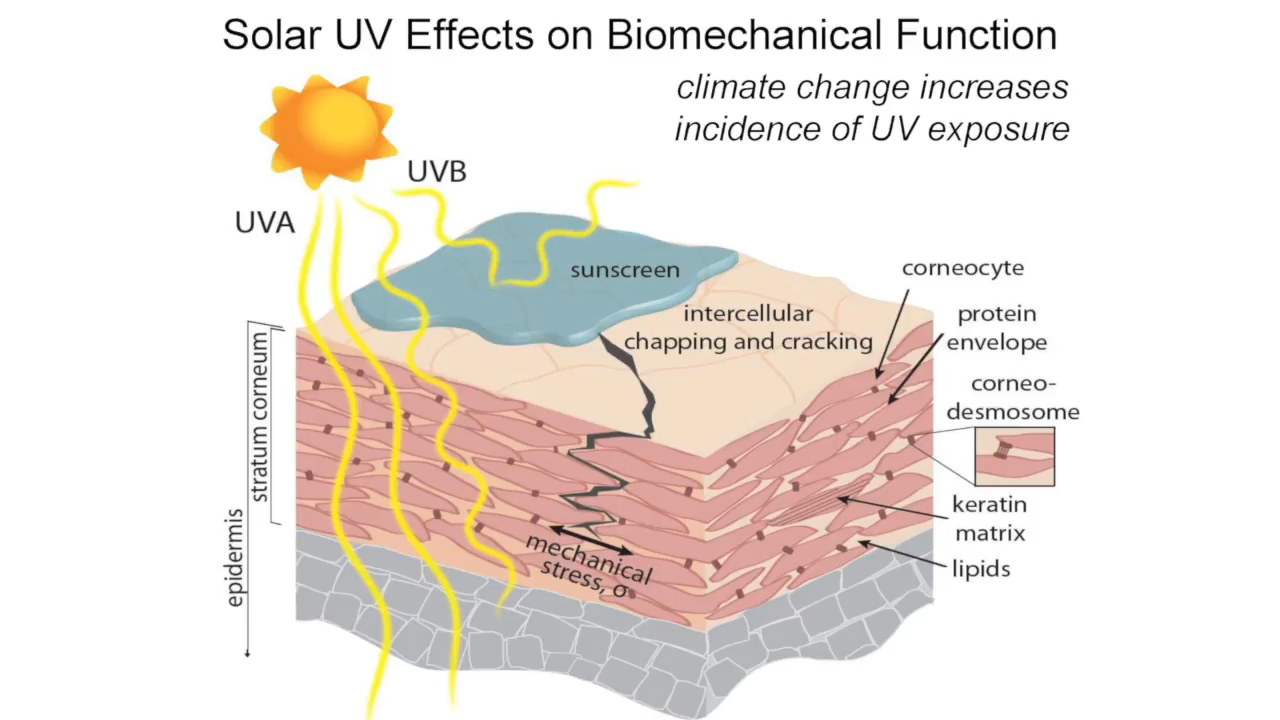 Solar UV Effects on Biomechanical Function
climate change increases
incidence of UV exposure
UVB
UVA
sunscreen
intercellular
chapping and cracking
corneocyte
protein
envelope
corneo-
desmosome
keratin
matrix
lipids
stratum corneum
epidermis
mechanical
stress, σ